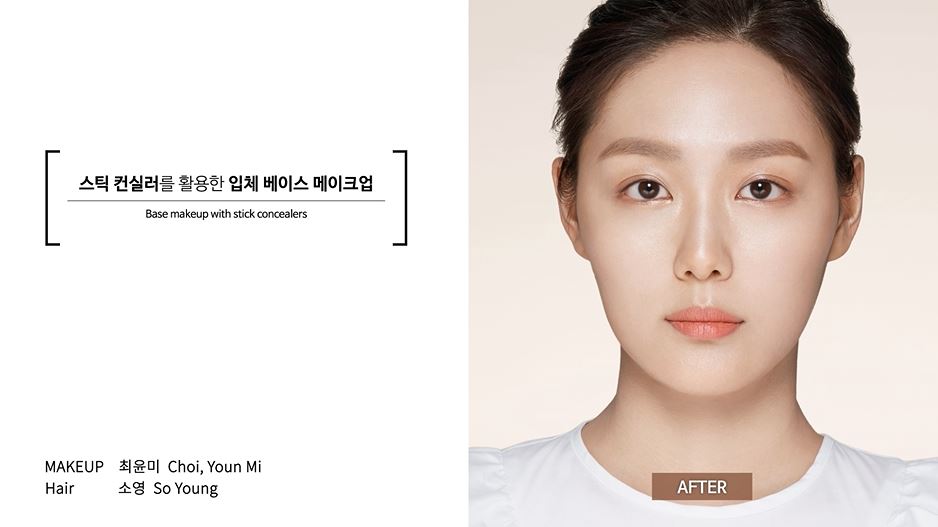 스틱 컨실러를 활용한 입체 베이스 메이크업
Base makeup with stick concealers
MAKEUP 최윤미 Choi, Youn Mi
Hair 소영 So Young
AFTER